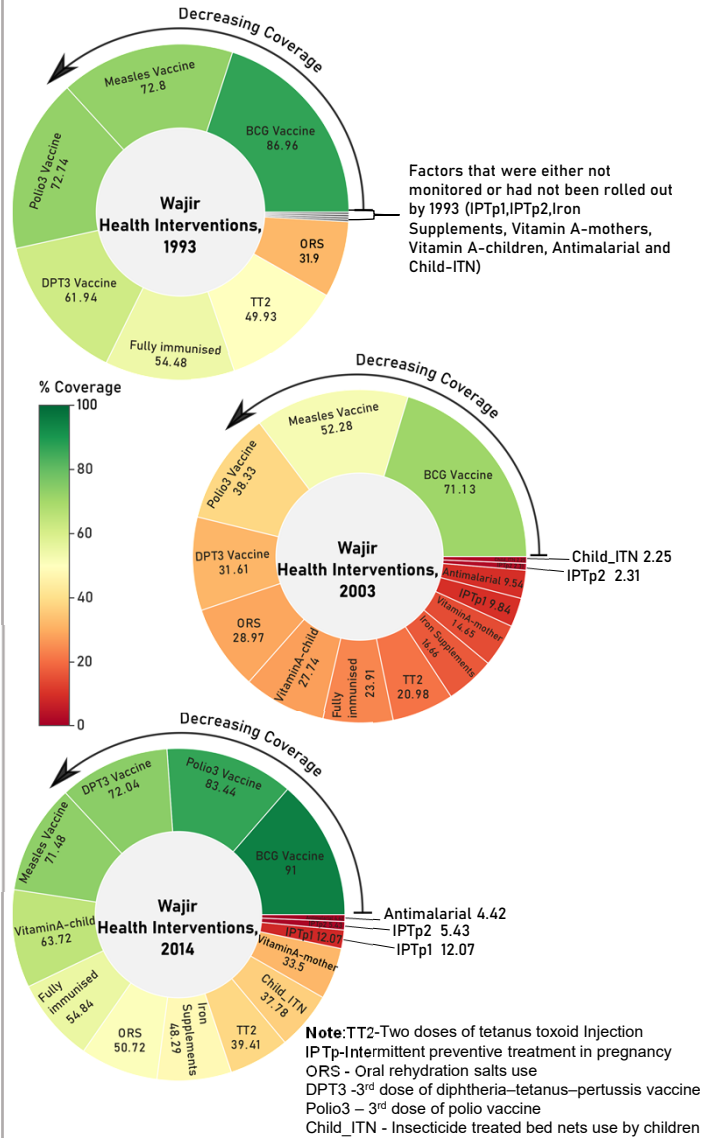 Decreasing Coverage
Measles Vaccine
72.8
BCG Vaccine
86.96
Polio3 Vaccine
72.74
Wajir
Health Interventions,
1993
Factors that were either not
monitored or had not been rolled out
by 1993 (IPTp1,IPTp2,Iron
Supplements, Vitamin A-mothers,
Vitamin A-children, Antimalarial and
Child-ITN)
ORS
31.9
DPT3 Vaccine
61.94
TT2
49.93
Fully immunised
54.48
% Coverage
100
80
60
40
20
0
Decreasing Coverage
Measles Vaccine
52.28
BCG Vaccine
71.13
Polio3 Vaccine
38.33
DPT3 Vaccine
31.61
Wajir
Health Interventions,
2003
Child_ITN 2.25
IPTp2 2.31
Antimalarial 9.54
IPTp1 9.84
VitaminA-mother
14.65
Iron Supplements
16.66
ORS
28.97
VitaminA-child
27.74
Fully
immunised
23.91
TT2
20.98
Decreasing Coverage
DPT3 Vaccine
72.04
Polio3 Vaccine
83.44
BCG Vaccine
91
Measles Vaccine
71.48
Wajir
Health Interventions,
2014
Antimalarial 4.42
IPTp2 5.43
IPTp1 12.07
IPTp1 12.07
VitaminA-child
63.72
VitaminA-mother
33.5
Fully
immunised
54.84
Child_ITN
37.78
ORS
50.72
Iron
Supplements
48.29
TT2
39.41
Note:TT2-Two doses of tetanus toxoid Injection
IPTp-Intermittent preventive treatment in pregnancy
ORS - Oral rehydration salts use
DPT3 -3rd dose of diphtheria–tetanus–pertussis vaccine
Polio3 – 3rd dose of polio vaccine
Child_ITN - Insecticide treated bed nets use by children